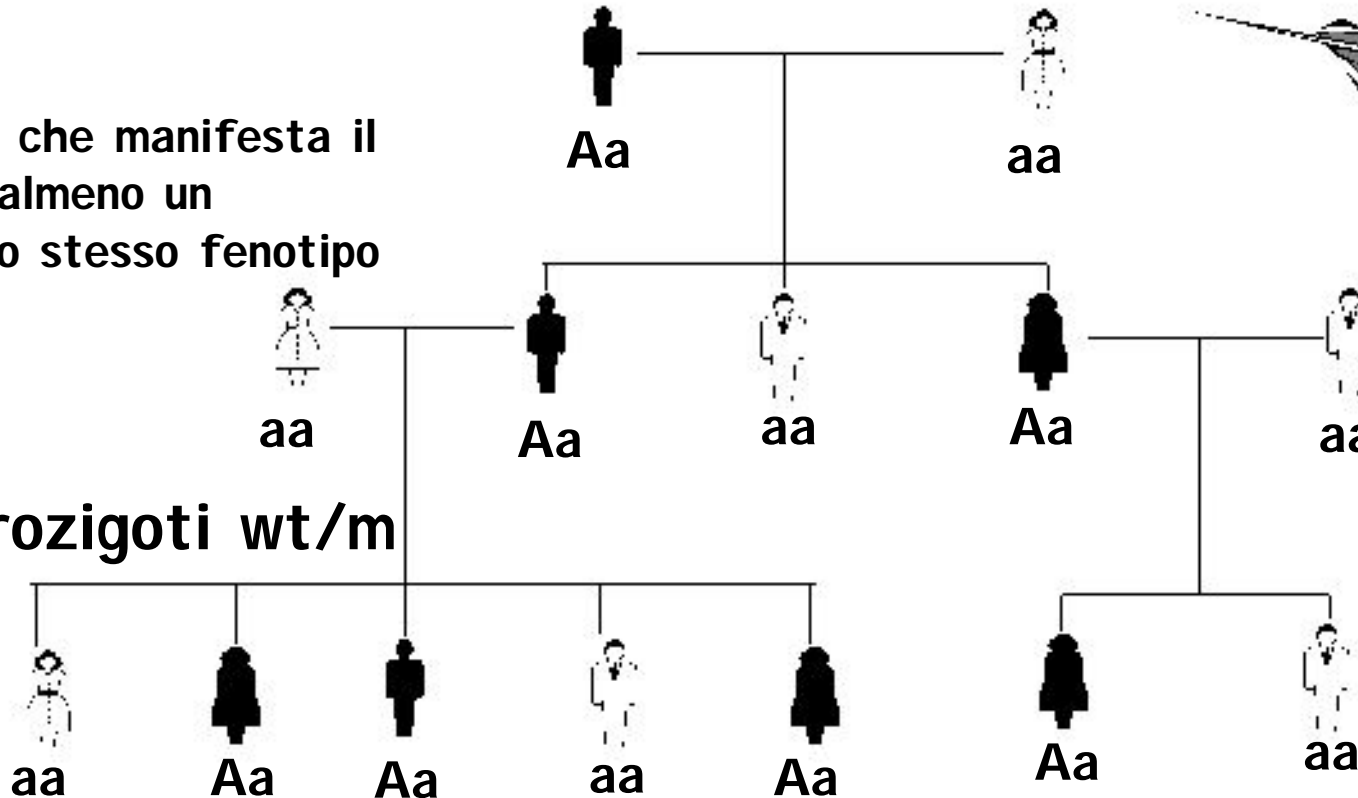 Aa aa
che manifesta il
almeno un
o stesso fenotipo
aa Aa aa Aa
rozigoti wt/m
aa Aa Aa aa Aa Aa aa